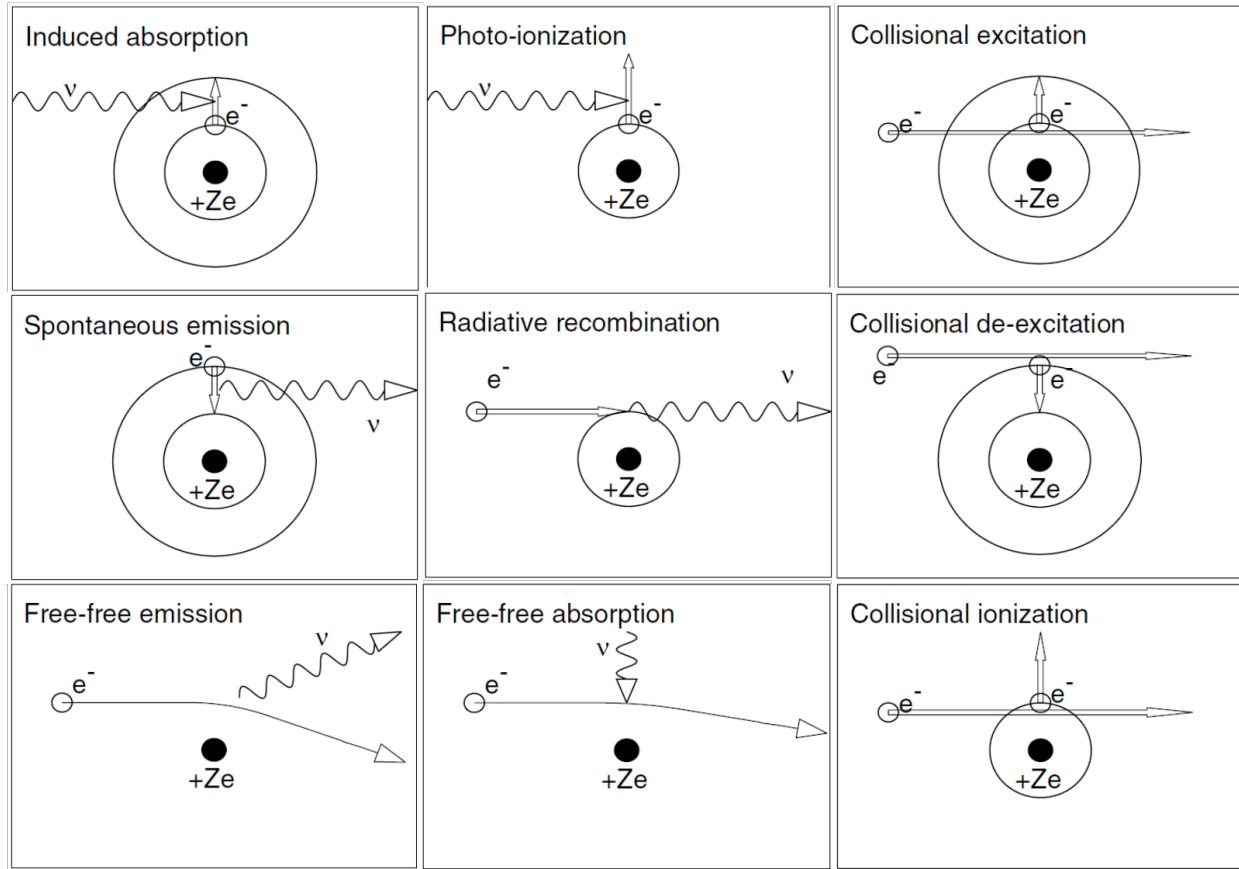 Induced absorption
ν
e⁻
+Ze
Photo-ionization
ν
e⁻
+Ze
Collisional excitation
e⁻
e⁻
+Ze
Spontaneous emission
e⁻
ν
+Ze
Radiative recombination
e⁻
ν
+Ze
Collisional de-excitation
e⁻
e⁻
+Ze
Free-free emission
ν
e⁻
+Ze
Free-free absorption
ν
e⁻
+Ze
Collisional ionization
e⁻
e⁻
+Ze